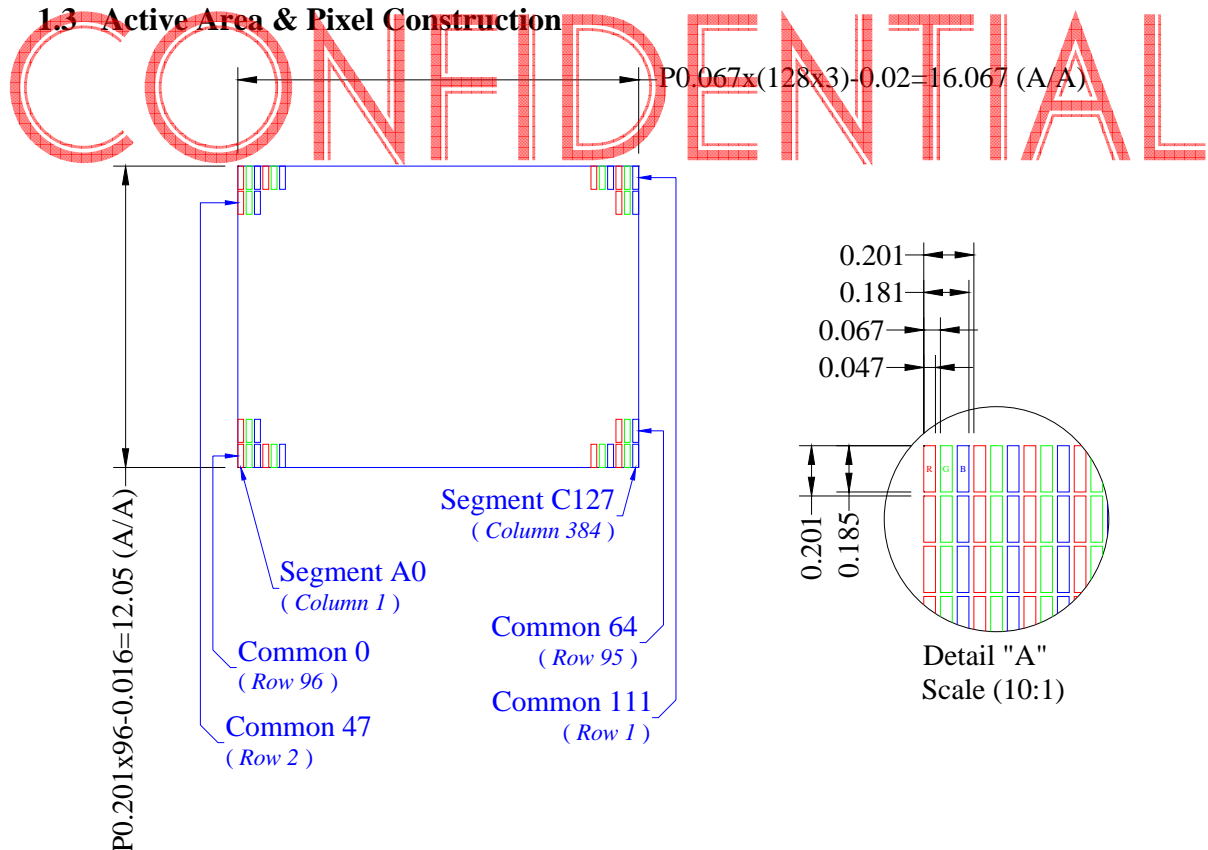 1.3 Active Area & Pixel Construction
CONFIDENTIAL
P0.067x(128x3)-0.02=16.067 (A/A)
P0.201x96-0.016=12.05 (A/A)
Segment C127
( Column 384 )
Segment A0
( Column 1 )
Common 0
( Row 96 )
Common 47
( Row 2 )
Common 64
( Row 95 )
Common 111
( Row 1 )
0.201
0.181
0.067
0.047
0.201
0.185
R G B
Detail "A"
Scale (10:1)